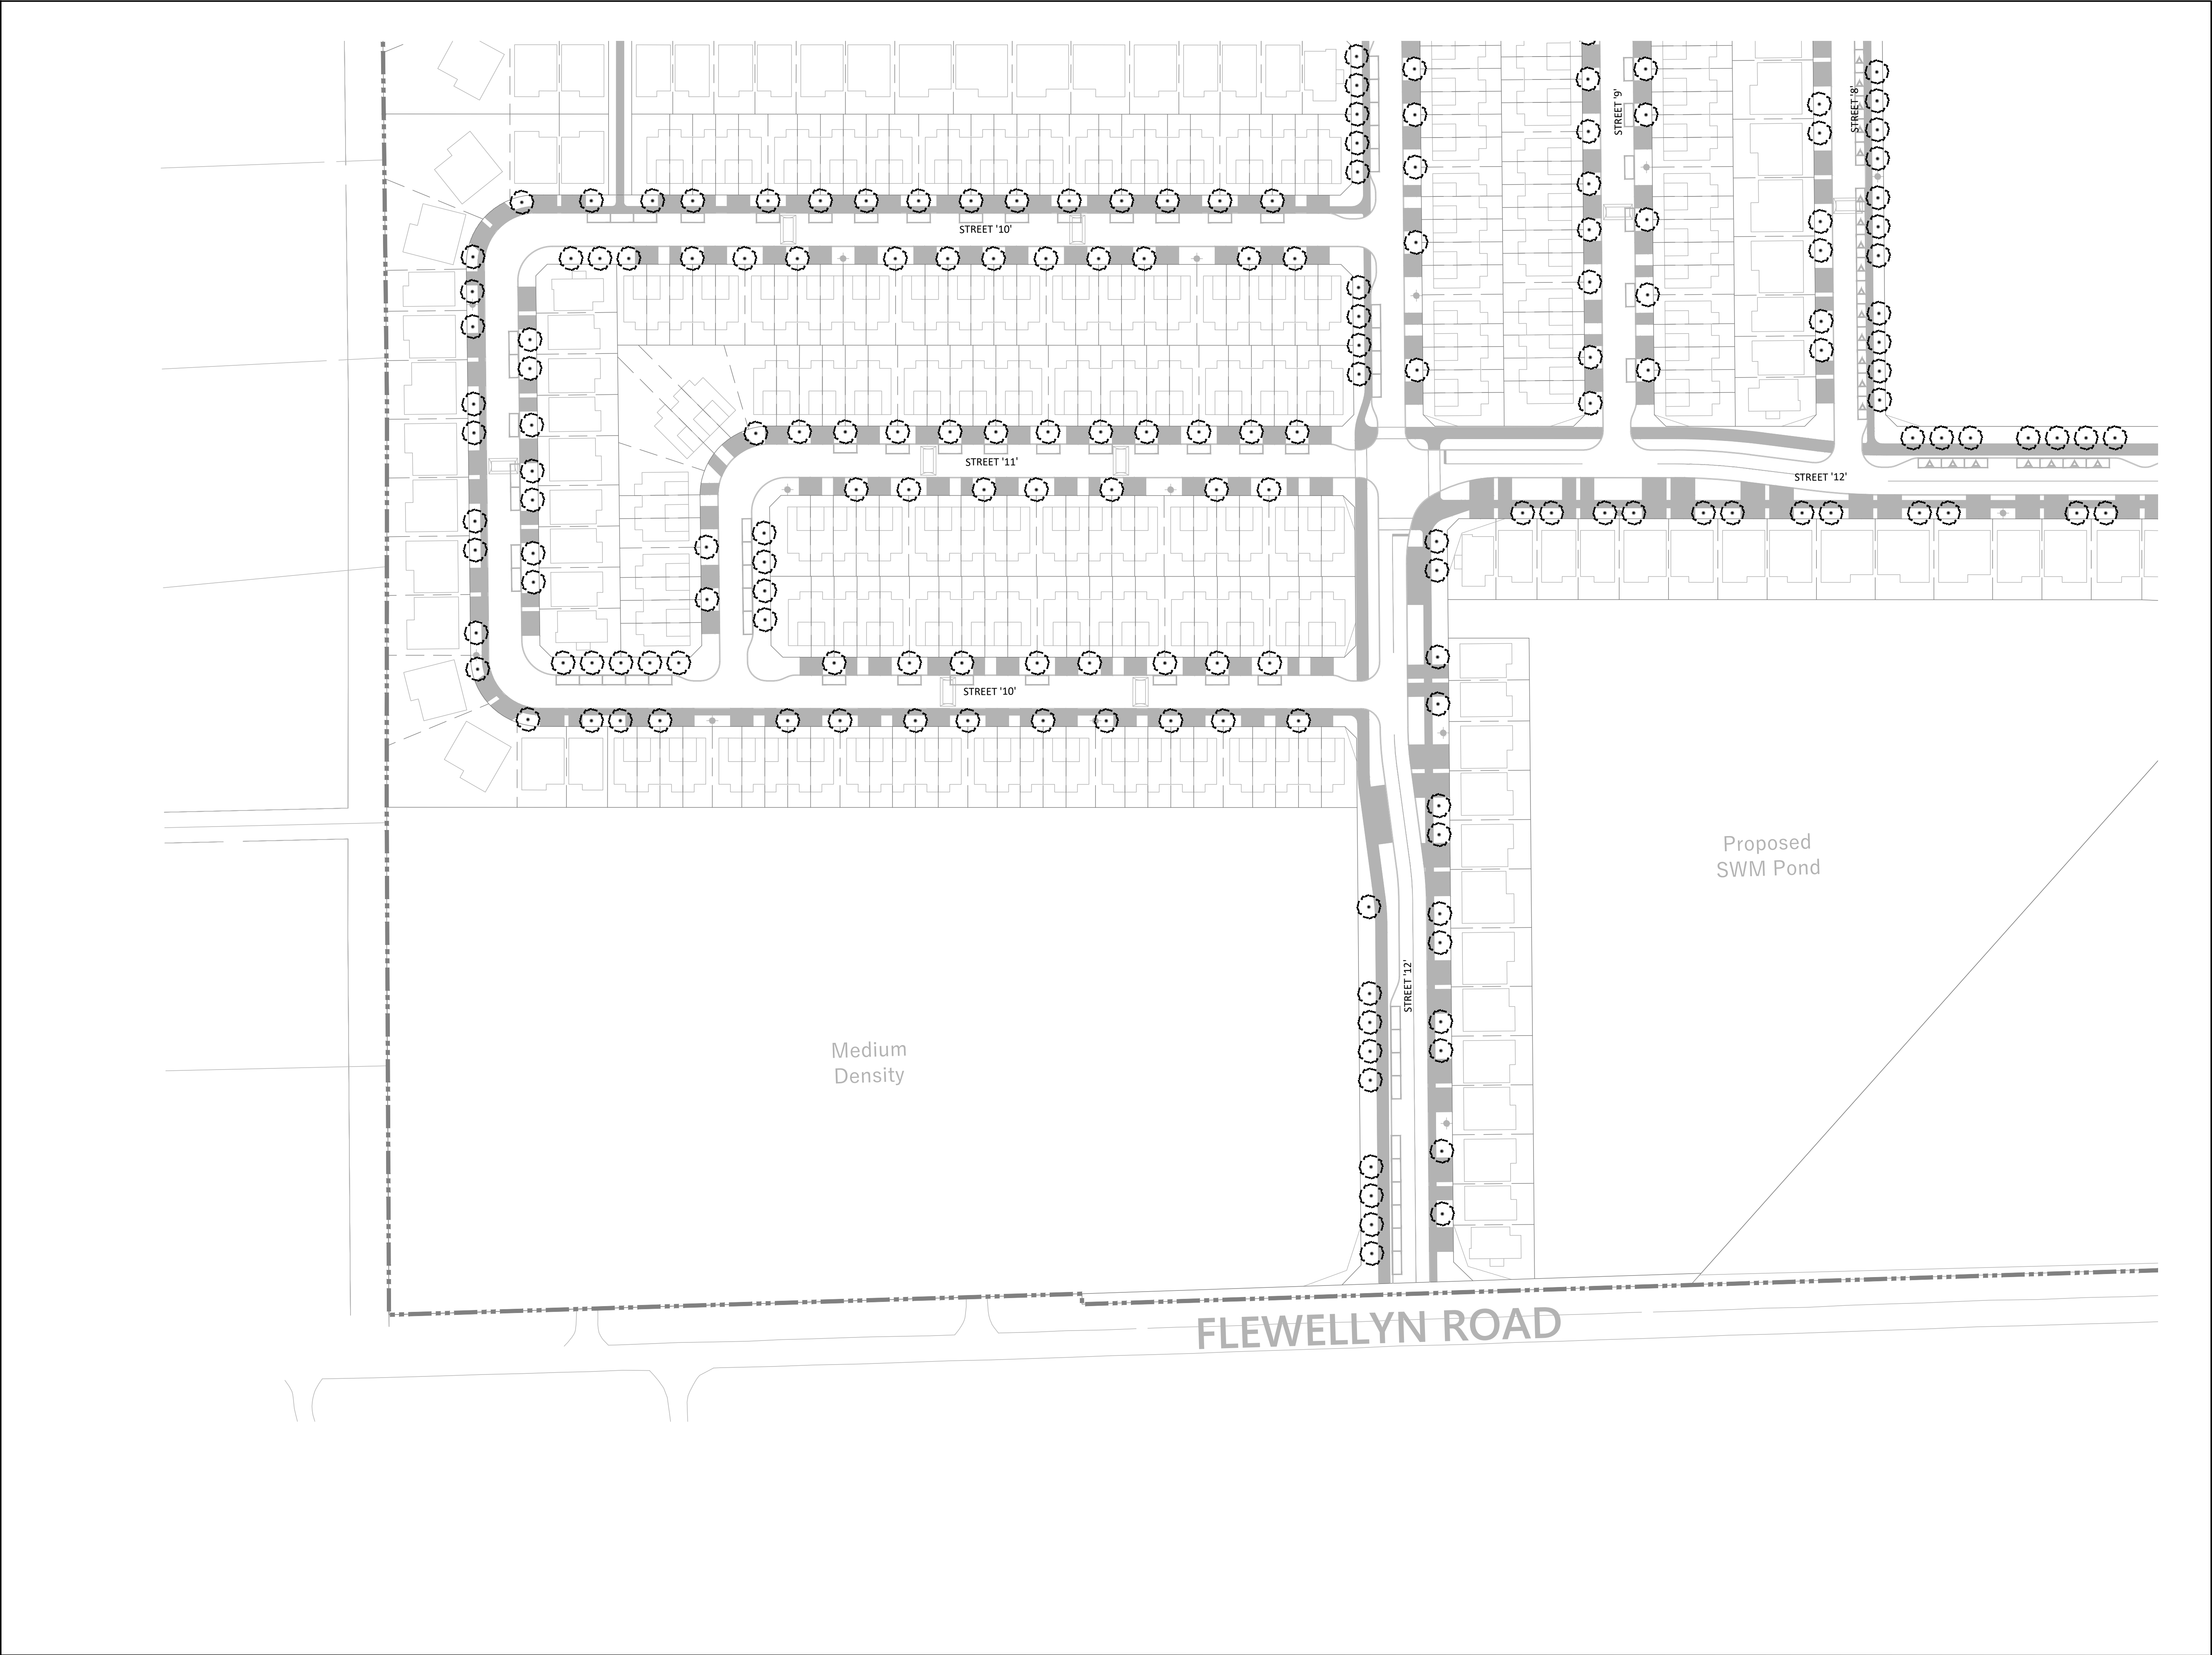 STREET '9'
STREET '8'
STREET '10'
STREET '11'
STREET '12'
STREET '10'
Proposed
SWM Pond
STREET '12'
Medium
Density
FLEWELLYN ROAD